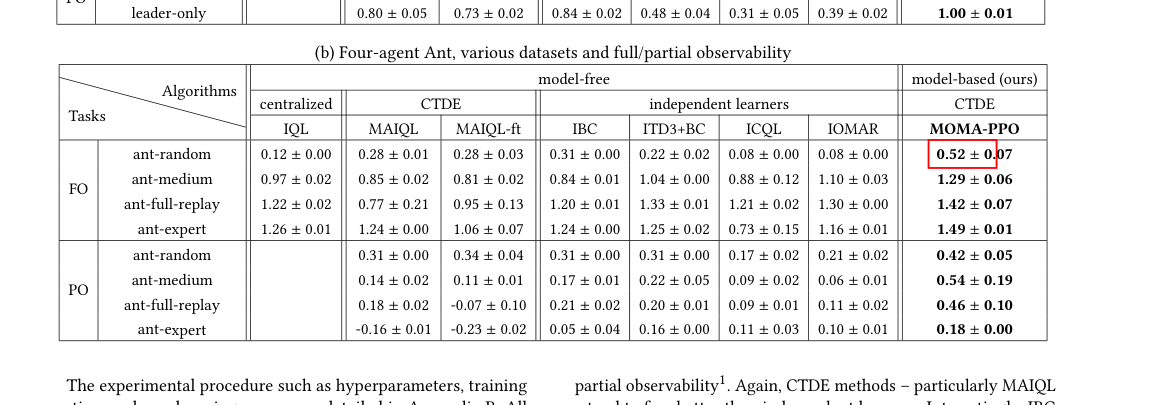 leader-only 0.80 ± 0.05 0.73 ± 0.02 0.84 ± 0.02 0.48 ± 0.04 0.31 ± 0.05 0.39 ± 0.02 1.00 ± 0.01
(b) Four-agent Ant, various datasets and full/partial observability
Algorithms Tasks model-free model-based (ours)
centralized CTDE independent learners CTDE
IQL MAIQL MAIQL-ft IBC ITD3+BC ICQL IOMAR MOMA-PPO
FO ant-random 0.12 ± 0.00 0.28 ± 0.01 0.28 ± 0.03 0.31 ± 0.00 0.22 ± 0.02 0.08 ± 0.00 0.08 ± 0.00 0.52 ± 0.07
ant-medium 0.97 ± 0.02 0.85 ± 0.02 0.81 ± 0.02 0.84 ± 0.01 1.04 ± 0.00 0.88 ± 0.12 1.10 ± 0.03 1.29 ± 0.06
ant-full-replay 1.22 ± 0.02 0.77 ± 0.21 0.95 ± 0.13 1.20 ± 0.01 1.33 ± 0.01 1.21 ± 0.02 1.30 ± 0.00 1.42 ± 0.07
ant-expert 1.26 ± 0.01 1.24 ± 0.00 1.06 ± 0.07 1.24 ± 0.00 1.25 ± 0.02 0.73 ± 0.15 1.16 ± 0.01 1.49 ± 0.01
PO ant-random 0.31 ± 0.00 0.34 ± 0.04 0.31 ± 0.00 0.31 ± 0.00 0.17 ± 0.02 0.21 ± 0.02 0.42 ± 0.05
ant-medium 0.14 ± 0.02 0.11 ± 0.01 0.17 ± 0.01 0.22 ± 0.05 0.09 ± 0.01 0.06 ± 0.01 0.54 ± 0.19
ant-full-replay 0.18 ± 0.02 -0.07 ± 0.10 0.21 ± 0.02 0.20 ± 0.01 0.09 ± 0.01 0.11 ± 0.02 0.46 ± 0.10
ant-expert -0.16 ± 0.01 -0.23 ± 0.02 0.05 ± 0.04 0.16 ± 0.00 0.11 ± 0.03 0.10 ± 0.01 0.18 ± 0.00
The experimental procedure such as hyperparameters, training
partial observability¹. Again, CTDE methods – particularly MAIQL